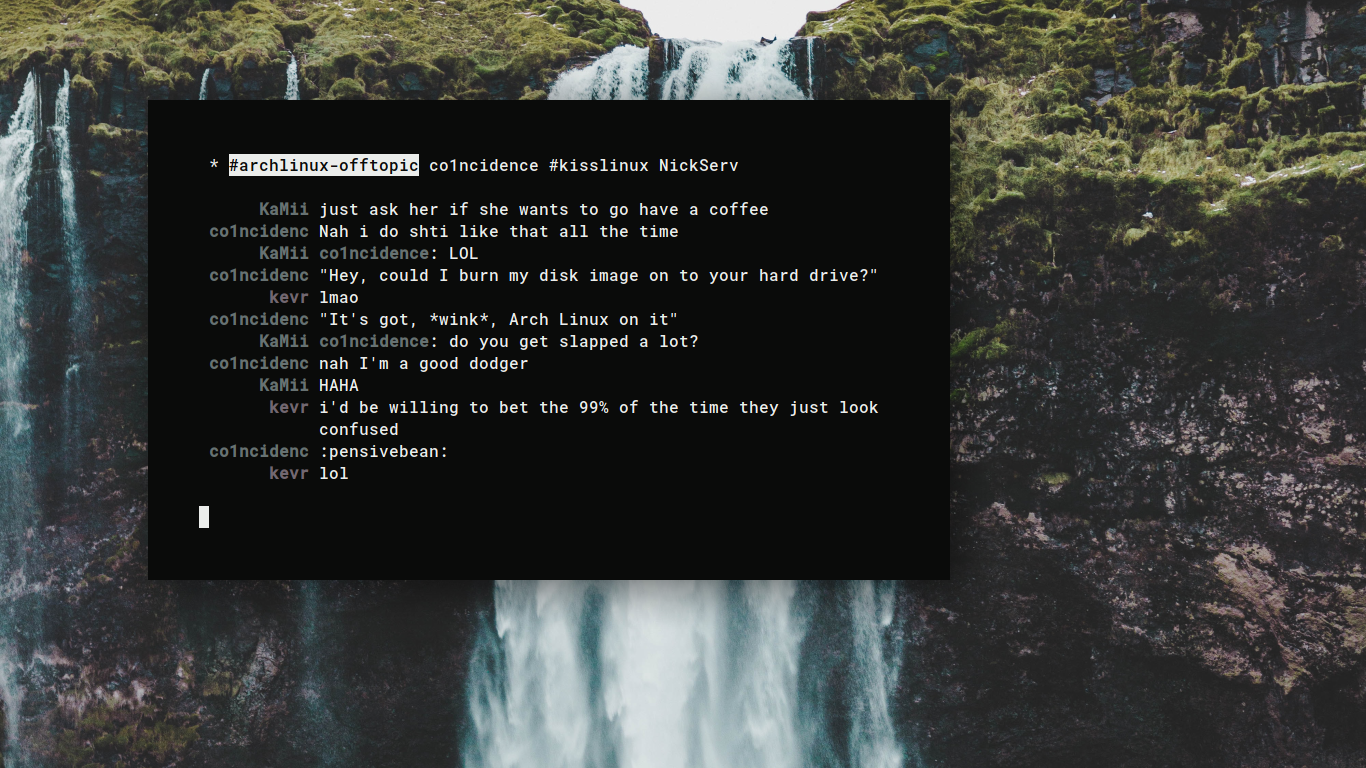 * #archlinux-offtopic co1ncidence #kisslinux NickServ
KaMii just ask her if she wants to go have a coffee
co1ncidenc Nah i do shti like that all the time
KaMii co1ncidence: LOL
co1ncidenc "Hey, could I burn my disk image on to your hard drive?"
kevr lmao
co1ncidenc "It's got, *wink*, Arch Linux on it"
KaMii co1ncidence: do you get slapped a lot?
co1ncidenc nah I'm a good dodger
KaMii HAHA
kevr i'd be willing to bet the 99% of the time they just look
confused
co1ncidenc :pensivebean:
kevr lol